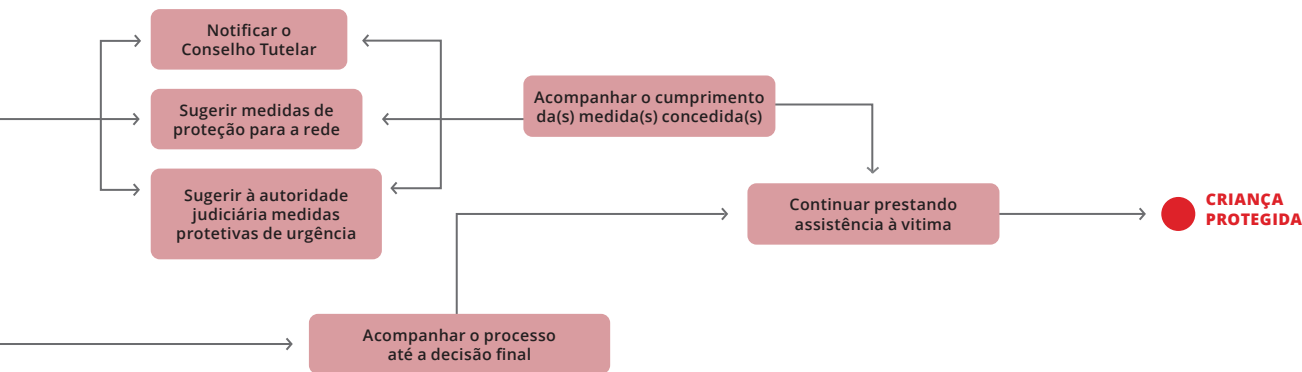 Notificar o
Conselho Tutelar
Sugerir medidas de
proteção para a rede
Sugerir à autoridade
judiciária medidas
protetivas de urgência
Acompanhar o cumprimento
da(s) medida(s) concedida(s)
Continuar prestando
assistência à vitima
CRIANÇA
PROTEGIDA
Acompanhar o processo
até a decisão final